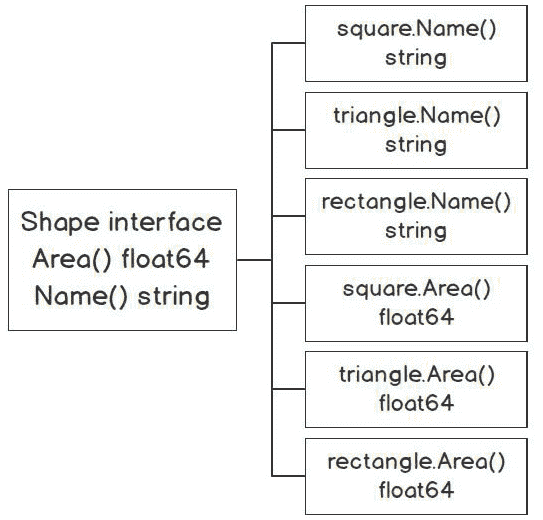 Shape interface
Area() float64
Name() string
square.Name()
string
triangle.Name()
string
rectangle.Name()
string
square.Area()
float64
triangle.Area()
float64
rectangle.Area()
float64